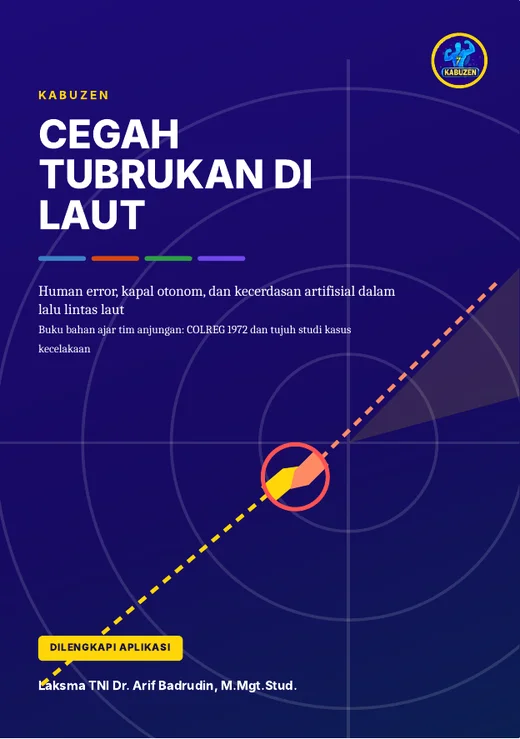 7
KABUZEN
KABUZEN
CEGAH
TUBRUKAN DI
LAUT
Human error, kapal otonom, dan kecerdasan artifisial dalam
lalu lintas laut
Buku bahan ajar tim anjungan: COLREG 1972 dan tujuh studi kasus
kecelakaan
DILENGKAPI APLIKASI
Laksma TNI Dr. Arif Badrudin, M.Mgt.Stud.